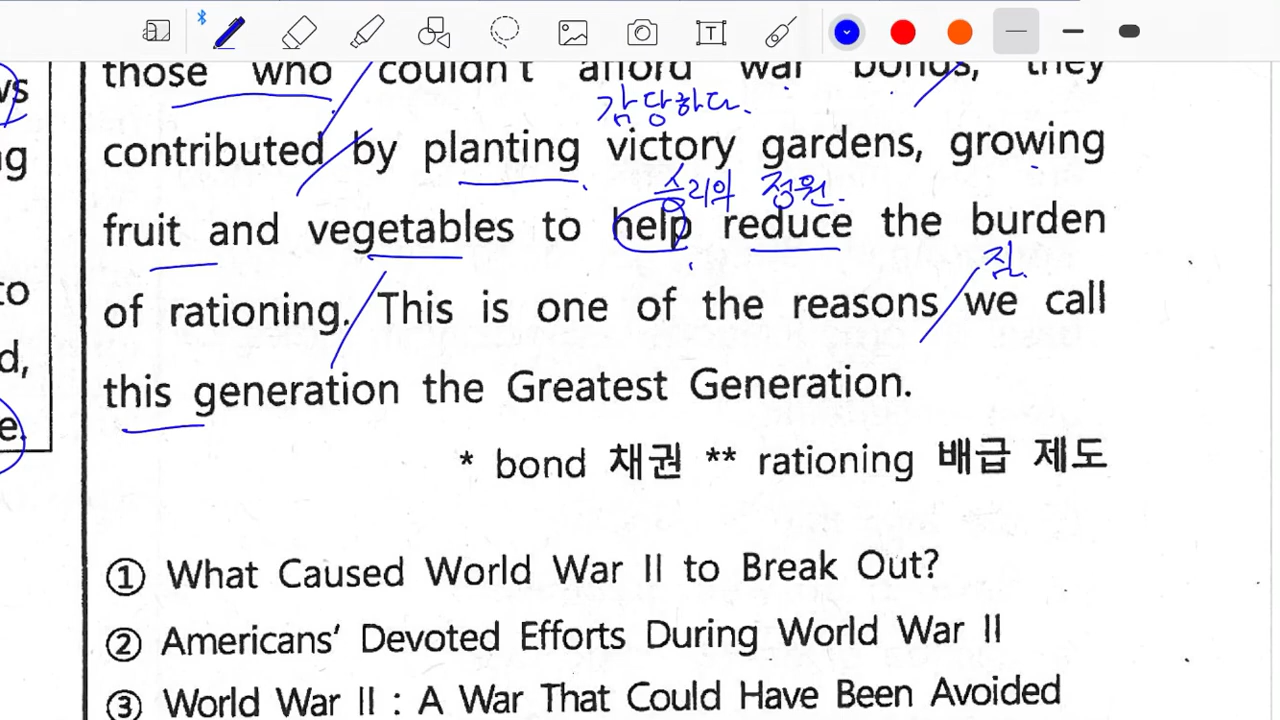 those who couldn't afford war bonds, they
감당하다.
contributed by planting victory gardens, growing
승리의 정원.
fruit and vegetables to help reduce the burden
짐.
of rationing. This is one of the reasons we call
this generation the Greatest Generation.
* bond 채권 ** rationing 배급 제도
① What Caused World War II to Break Out?
② Americans' Devoted Efforts During World War II
③ World War II : A War That Could Have Been Avoided
ng
to
d,
e.
T